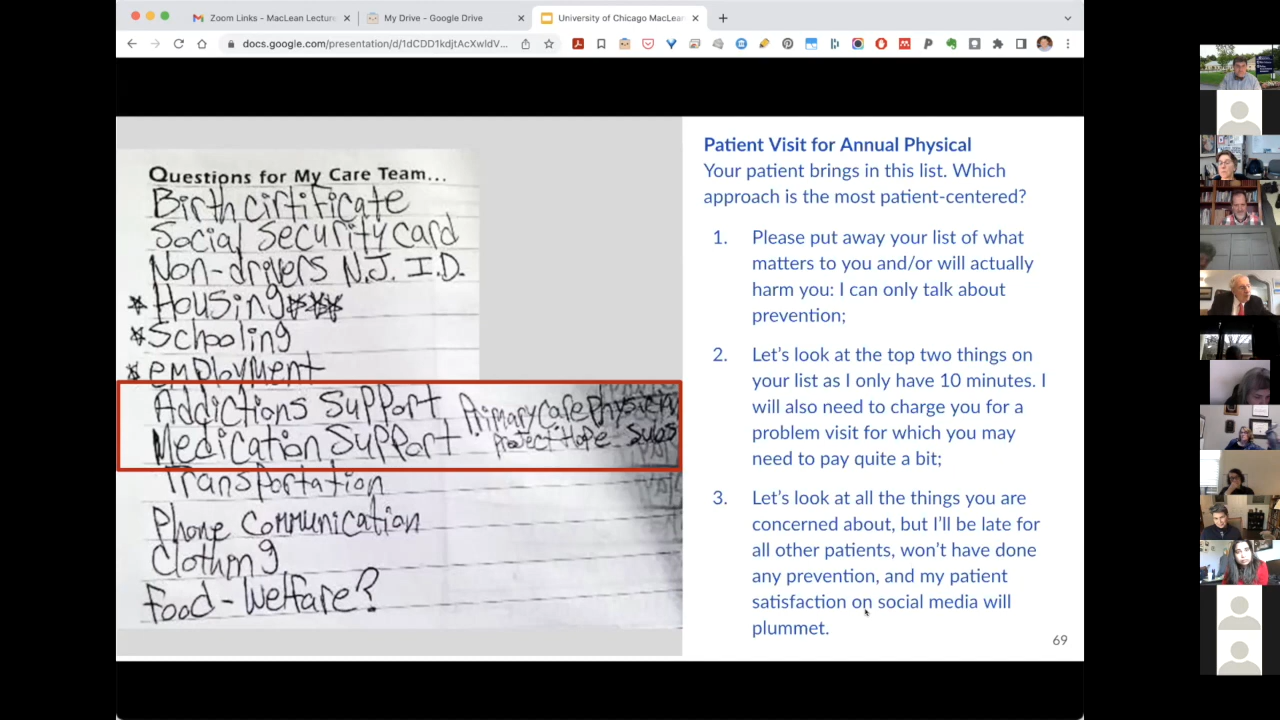 Zoom Links - MacLean Lecture
My Drive - Google Drive
University of Chicago MacLean
docs.google.com/presentation/d/1dCDD1kdjtAcXwldV...
Questions for My Care Team...
Birth cirtificate
Social Security card
Non-drivers N.J. I.D.
* Housing***
* Schooling
* employment
Addictions Support Primary Care Physician
Medication Support Project Hope
Transportation
Phone Communication
Clothing
food - welfare?
Patient Visit for Annual Physical
Your patient brings in this list. Which
approach is the most patient-centered?
1. Please put away your list of what
matters to you and/or will actually
harm you: I can only talk about
prevention;
2. Let's look at the top two things on
your list as I only have 10 minutes. I
will also need to charge you for a
problem visit for which you may
need to pay quite a bit;
3. Let's look at all the things you are
concerned about, but I'll be late for
all other patients, won't have done
any prevention, and my patient
satisfaction on social media will
plummet.
69